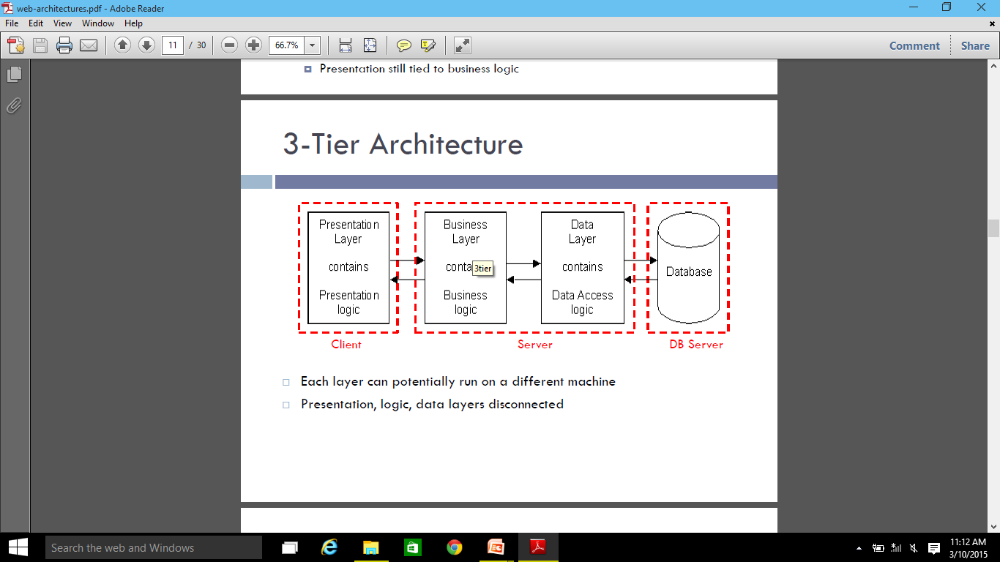 web-architectures.pdf - Adobe Reader
File Edit View Window Help
11 / 30 66.7% Comment Share
Presentation still tied to business logic
3-Tier Architecture
Presentation
Layer
contains
Presentation
logic
Business
Layer
conta
3tier
Business
logic
Data
Layer
contains
Data Access
logic
Database
Client Server DB Server
Each layer can potentially run on a different machine
Presentation, logic, data layers disconnected
Search the web and Windows
11:12 AM
3/10/2015